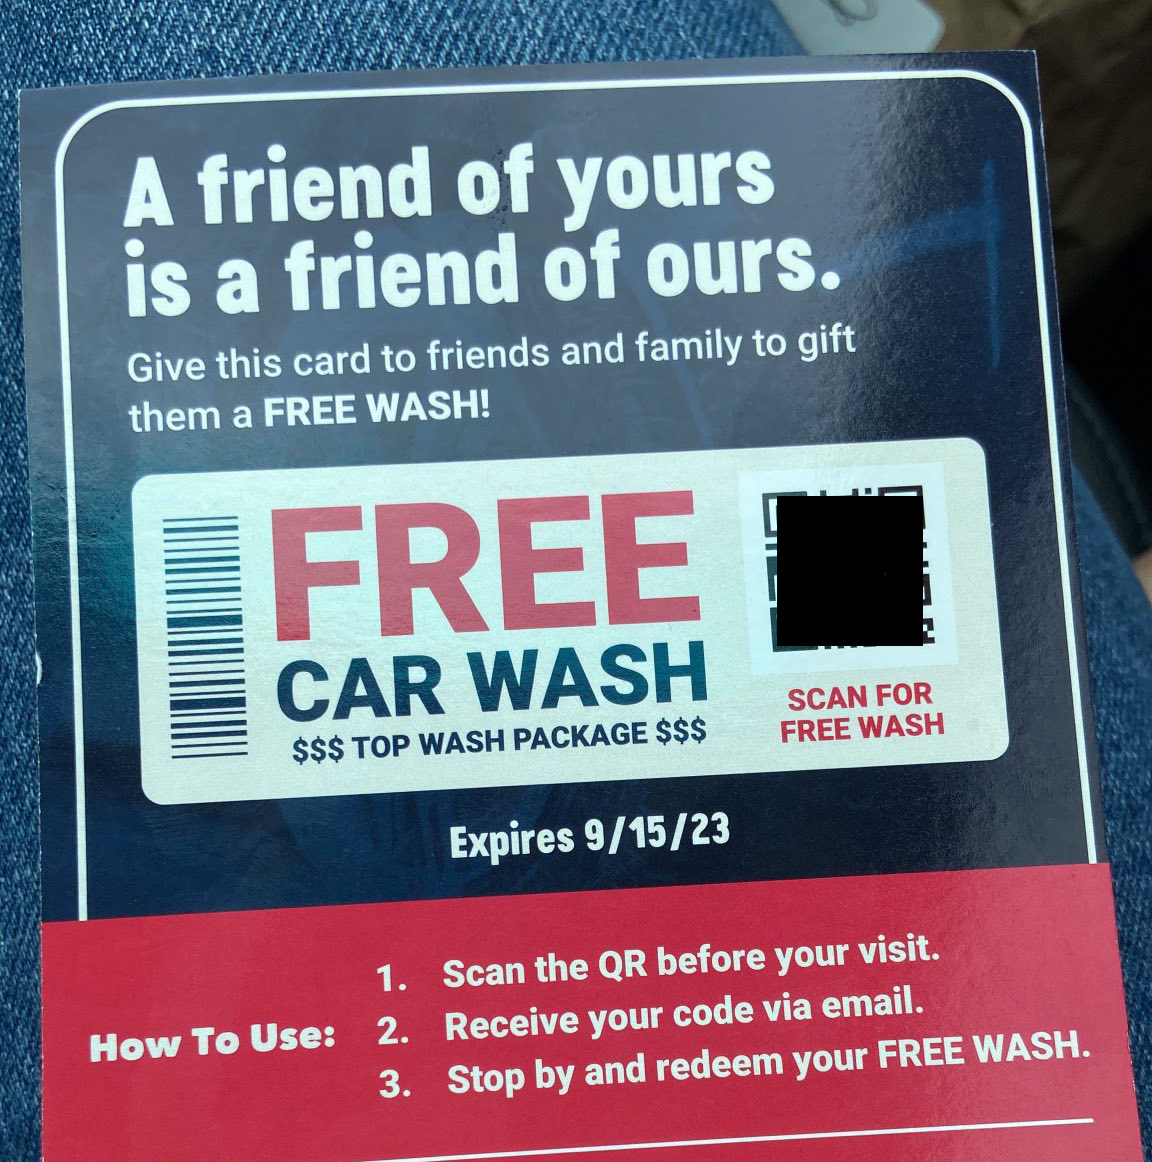 A friend of yours
is a friend of ours.
Give this card to friends and family to gift
them a FREE WASH!
FREE
CAR WASH
$$$ TOP WASH PACKAGE $$$
SCAN FOR
FREE WASH
Expires 9/15/23
How To Use:
1. Scan the QR before your visit.
2. Receive your code via email.
3. Stop by and redeem your FREE WASH.